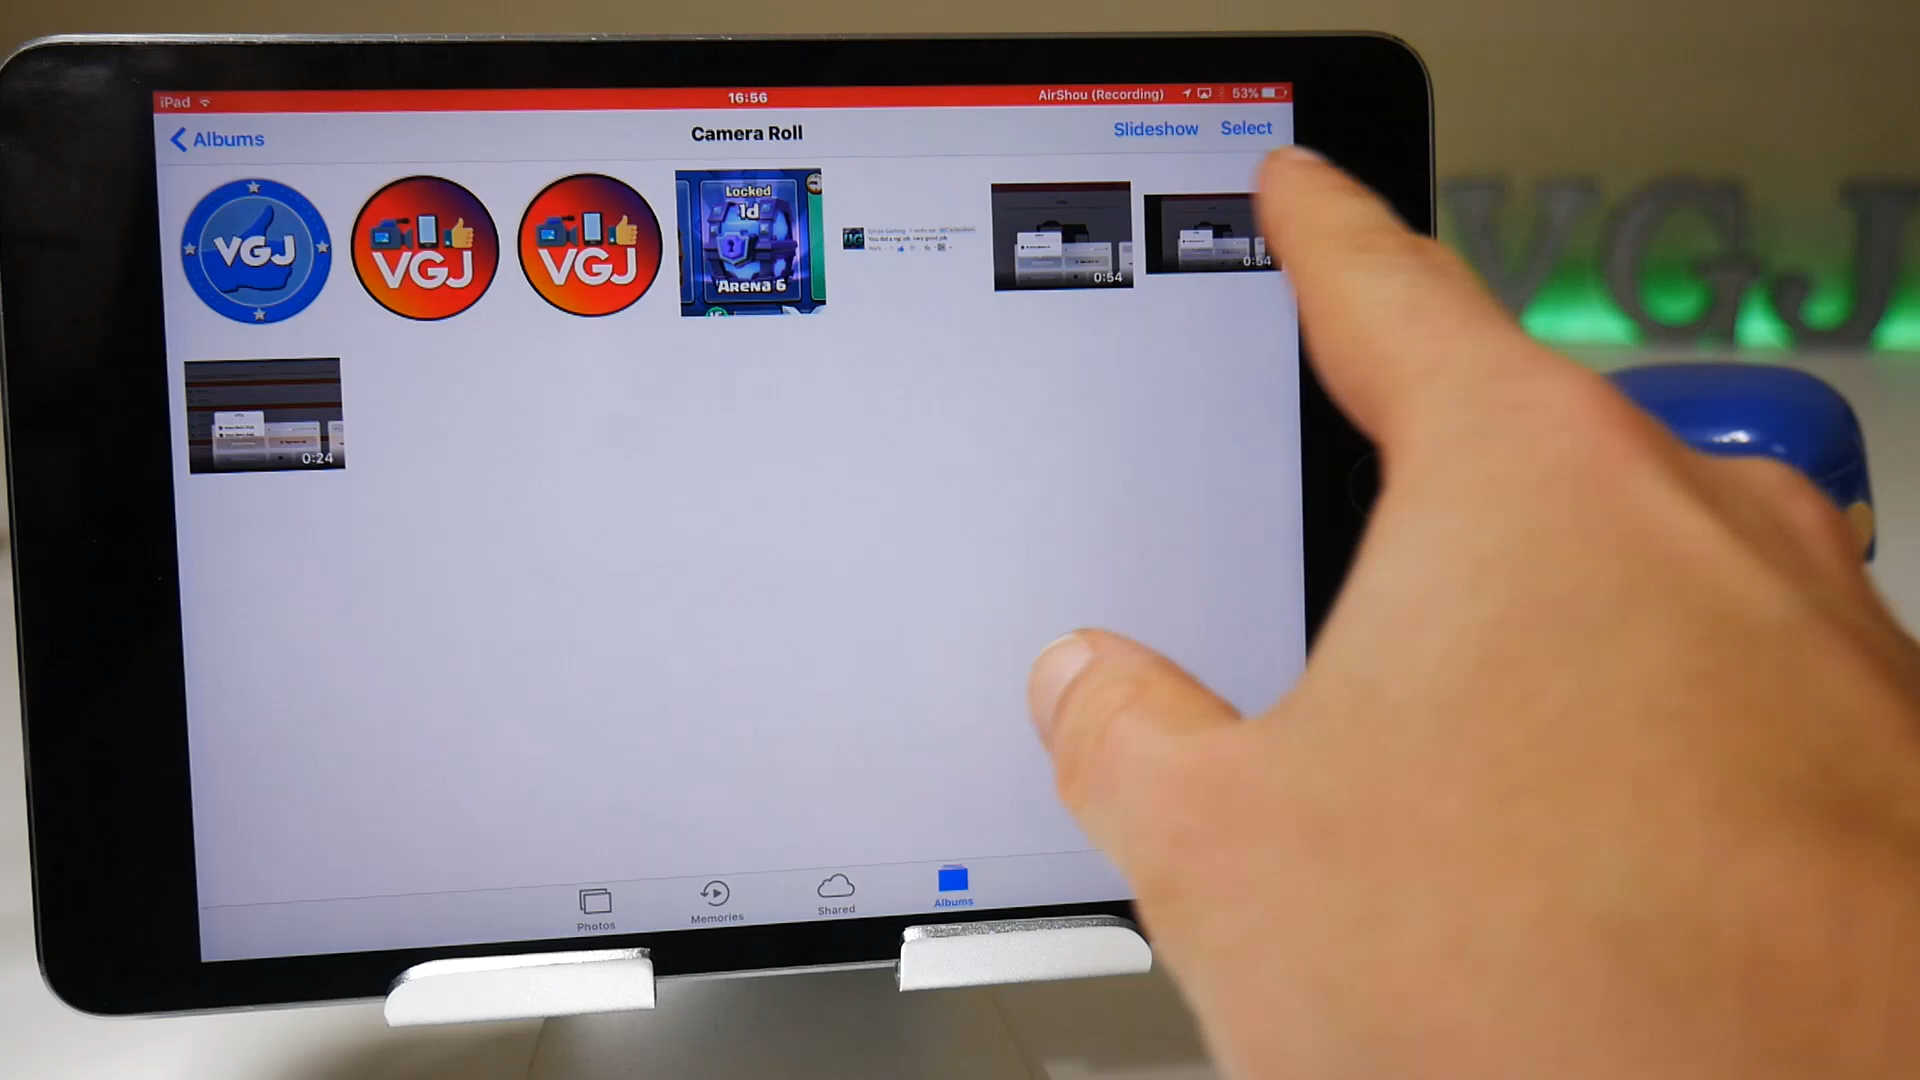 iPad
16:56
AirShou (Recording)
53%
Albums
Camera Roll
Slideshow
Select
VGJ
VGJ
VGJ
Locked
1d
Arena 6
0:54
0:54
0:24
Photos
Memories
Shared
Albums
VGJ